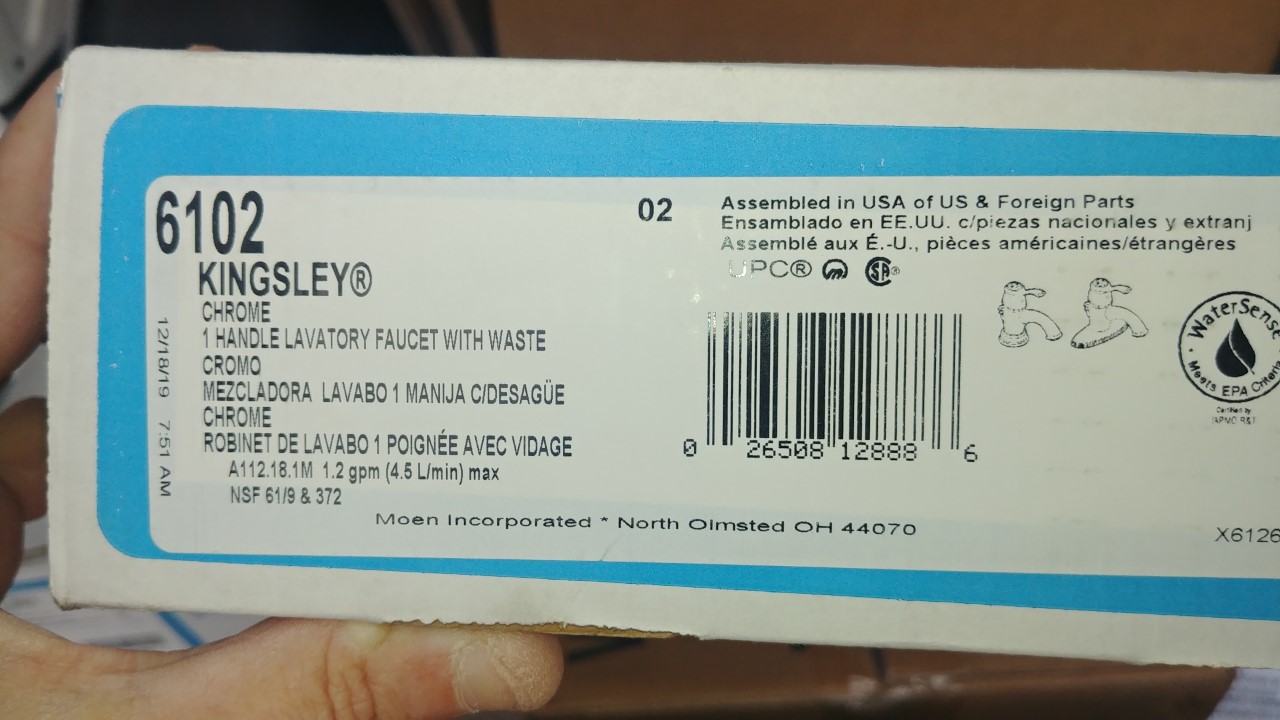 6102
KINGSLEY®
CHROME
1 HANDLE LAVATORY FAUCET WITH WASTE
CROMO
MEZCLADORA LAVABO 1 MANIJA C/DESAGÜE
CHROME
ROBINET DE LAVABO 1 POIGNÉE AVEC VIDAGE
A112.18.1M 1.2 gpm (4.5 L/min) max
NSF 61/9 & 372
Moen Incorporated * North Olmsted OH 44070
12/18/19 7:51 AM
02
Assembled in USA of US & Foreign Parts
Ensamblado en EE.UU. c/piezas nacionales y extranj
Assemblé aux É.-U., pièces américaines/étrangères
UPC® SA®
0 26508 12888 6
WaterSense
Meets EPA Criteria
Certified by
IAPMO R&T
X6126